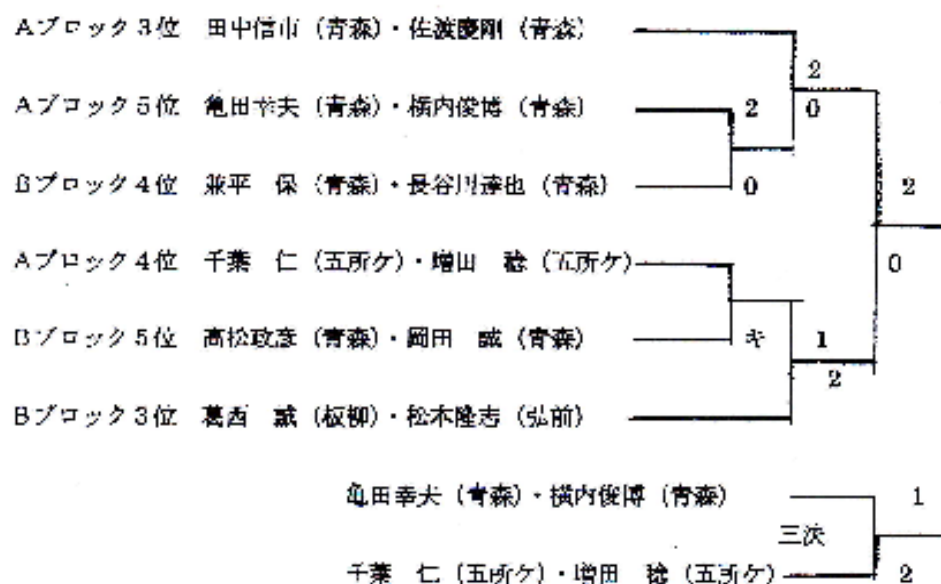 Aブロック3位 田中信市（青森）・佐渡慶剛（青森）
2
Aブロック5位 亀田幸夫（青森）・横内俊博（青森） 2 0
Bブロック4位 兼平 保（青森）・長谷川達也（青森） 0 2
Aブロック4位 千葉 仁（五所ケ）・増田 稔（五所ケ） 0
Bブロック5位 高松政彦（青森）・岡田 誠（青森） キ 1
2
Bブロック3位 葛西 誠（板柳）・松木隆志（弘前）
亀田幸夫（青森）・横内俊博（青森） 1
三決
千葉 仁（五所ケ）・増田 稔（五所ケ） 2